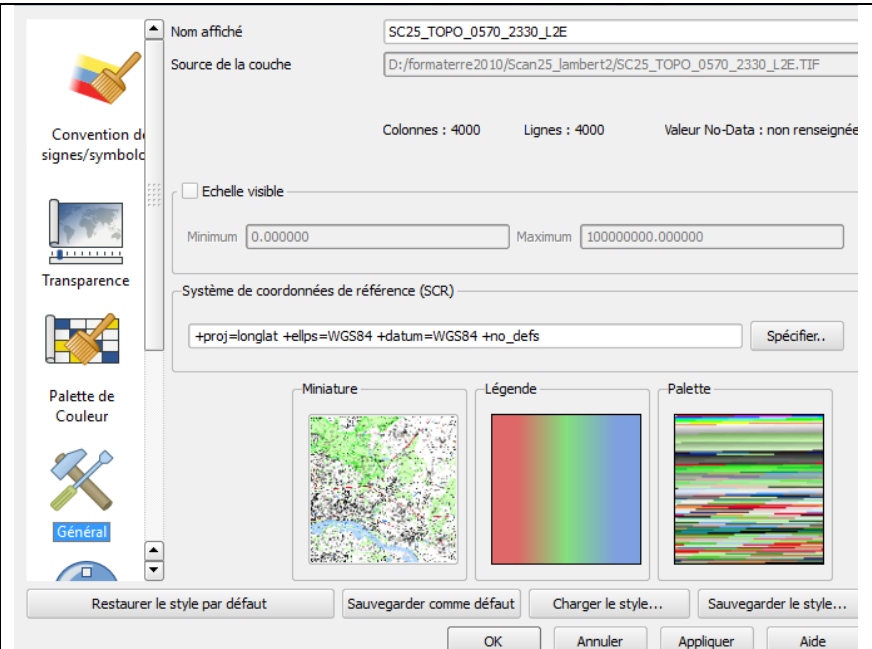 Nom affiché
SC25_TOPO_0570_2330_L2E
Source de la couche
D:/formaterre2010/Scan25_lambert2/SC25_TOPO_0570_2330_L2E.TIF
Colonnes : 4000 Lignes : 4000 Valeur No-Data : non renseignée
Convention de
signes/symbolo
Echelle visible
Minimum 0.000000 Maximum 100000000.000000
Transparence
Système de coordonnées de référence (SCR)
+proj=longlat +ellps=WGS84 +datum=WGS84 +no_defs Spécifier..
Palette de
Couleur
Miniature Légende Palette
Général
Restaurer le style par défaut Sauvegarder comme défaut Charger le style... Sauvegarder le style...
OK Annuler Appliquer Aide